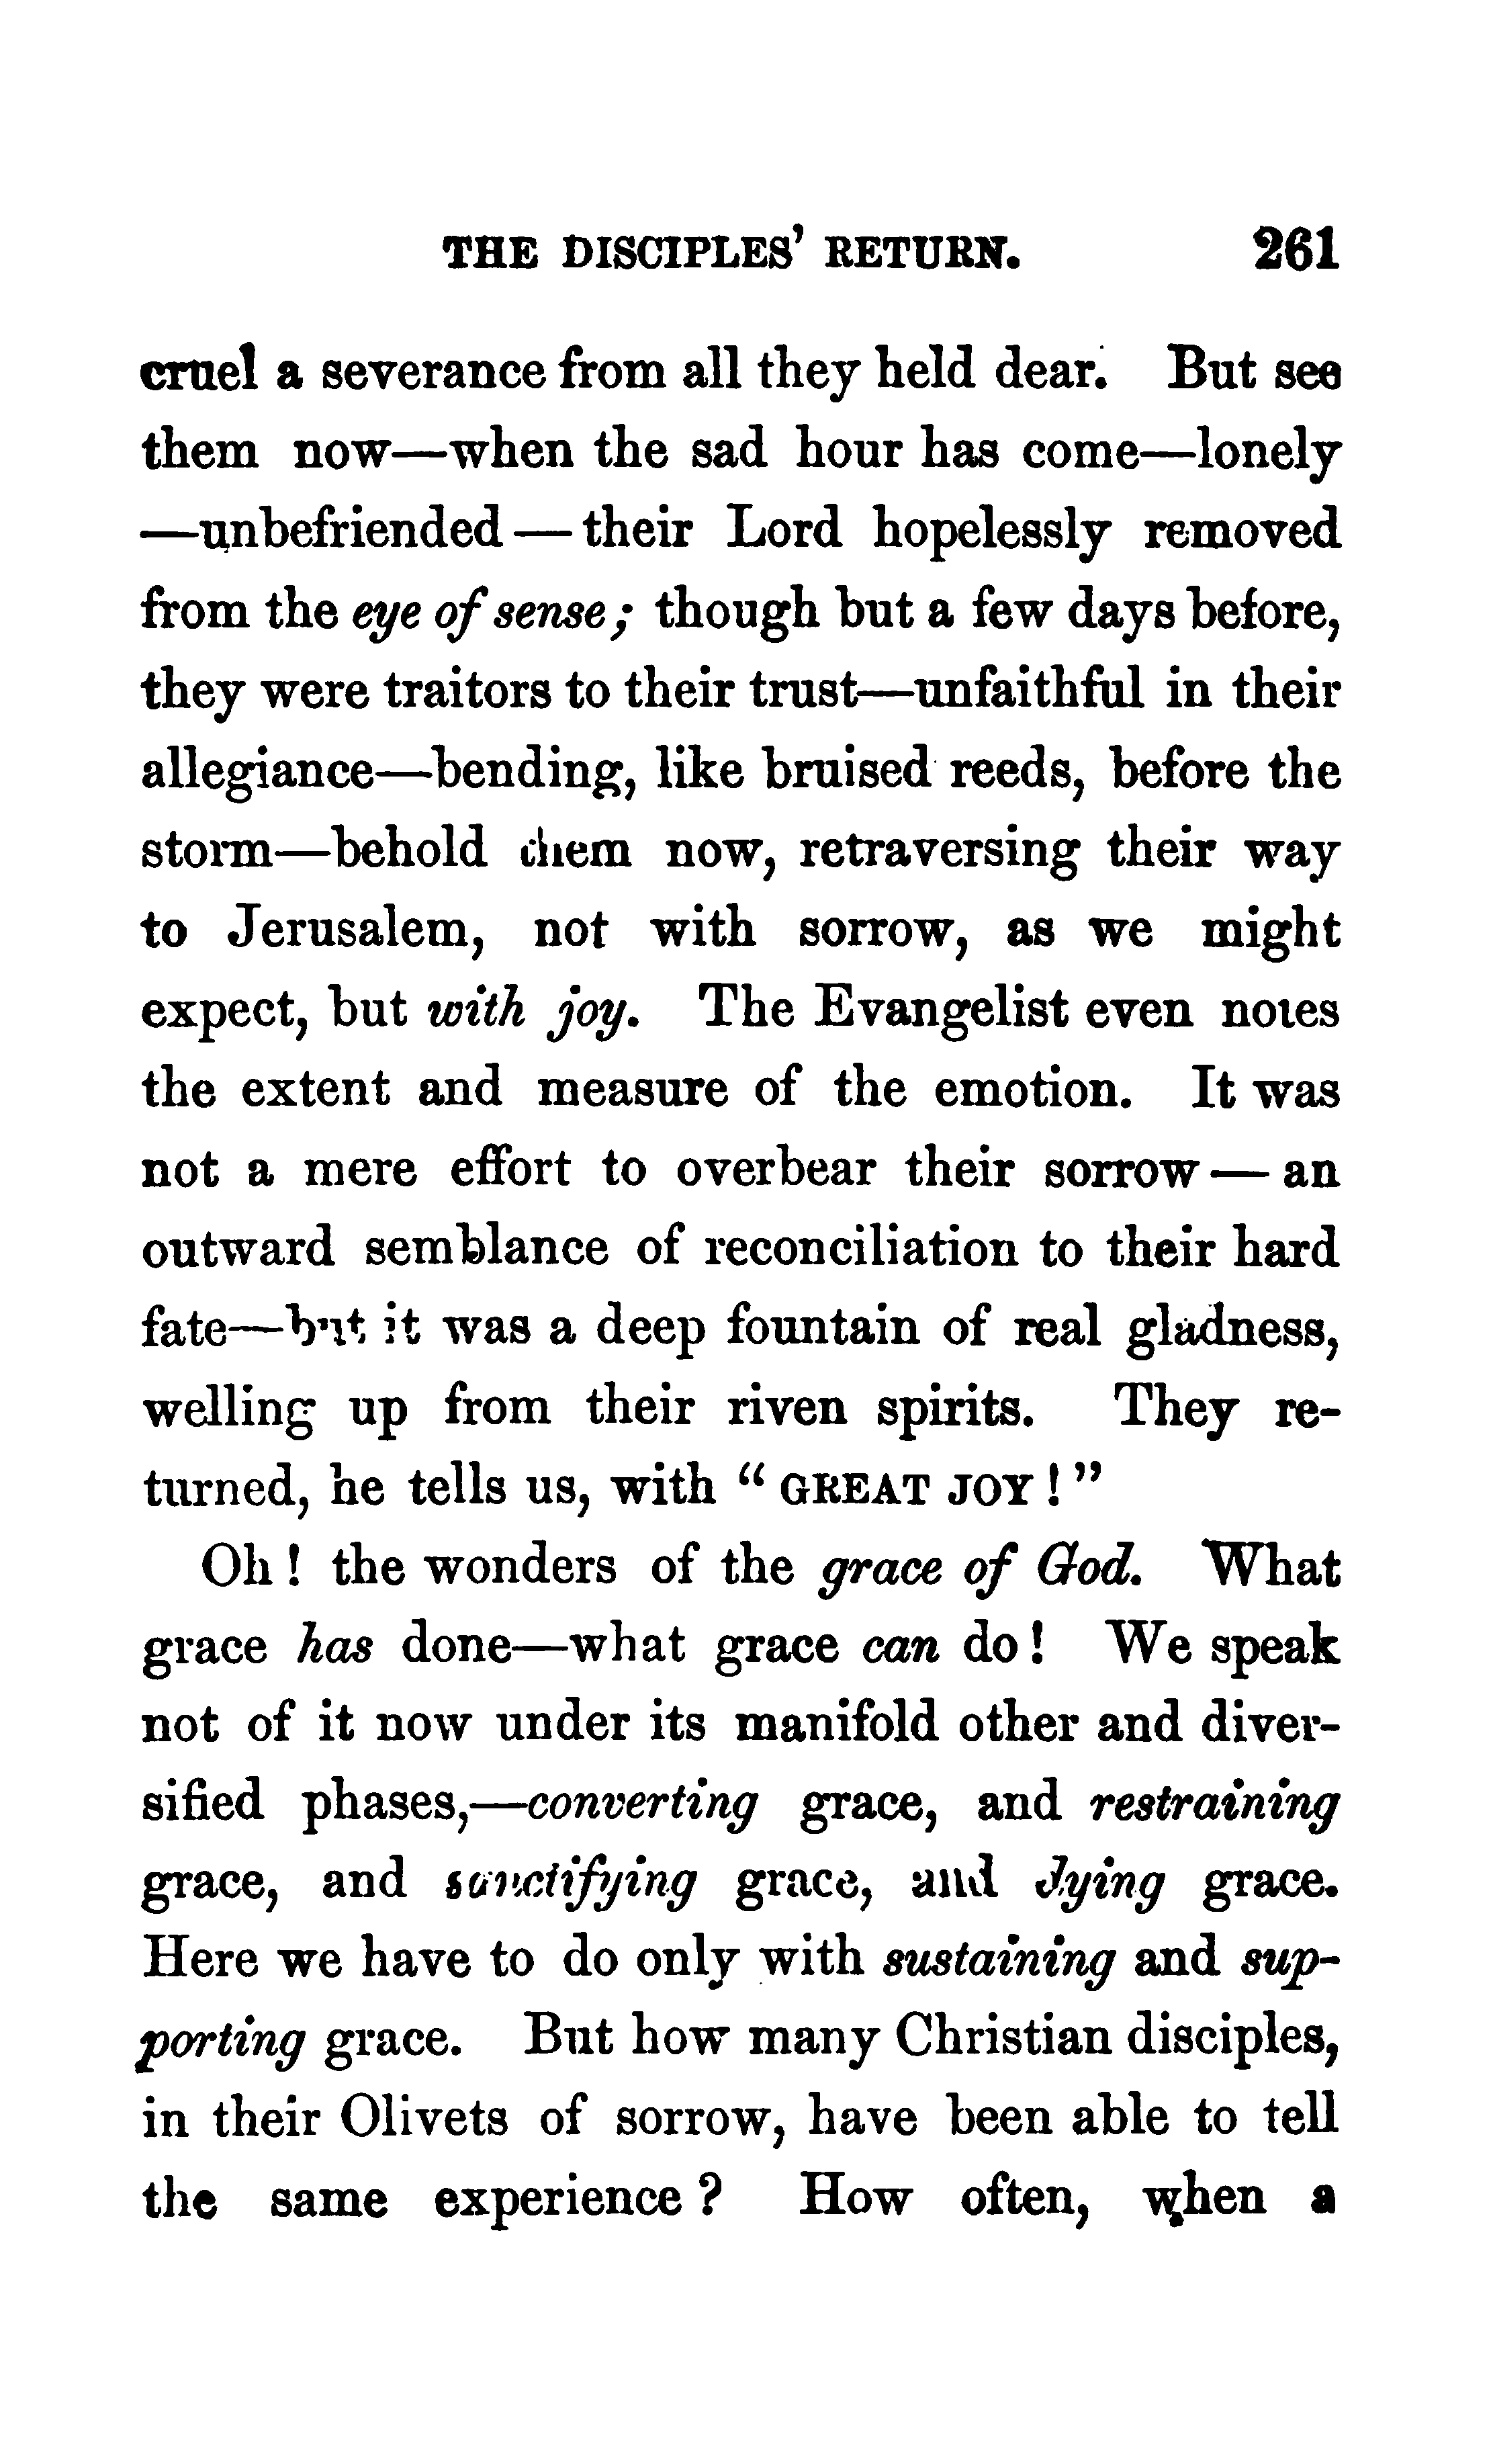 THE DISCIPLES' RETURN. 261
cruel a severance from all they held dear. But see
them now—when the sad hour has come—lonely
—unbefriended — their Lord hopelessly removed
from the eye of sense; though but a few days before,
they were traitors to their trust—unfaithful in their
allegiance—bending, like bruised reeds, before the
storm—behold them now, retraversing their way
to Jerusalem, not with sorrow, as we might
expect, but with joy. The Evangelist even notes
the extent and measure of the emotion. It was
not a mere effort to overbear their sorrow — an
outward semblance of reconciliation to their hard
fate—but it was a deep fountain of real gladness,
welling up from their riven spirits. They re-
turned, he tells us, with " GREAT JOY ! "
Oh ! the wonders of the grace of God. What
grace has done—what grace can do ! We speak
not of it now under its manifold other and diver-
sified phases,—converting grace, and restraining
grace, and sanctifying grace, and dying grace.
Here we have to do only with sustaining and sup-
porting grace. But how many Christian disciples,
in their Olivets of sorrow, have been able to tell
the same experience ? How often, when a